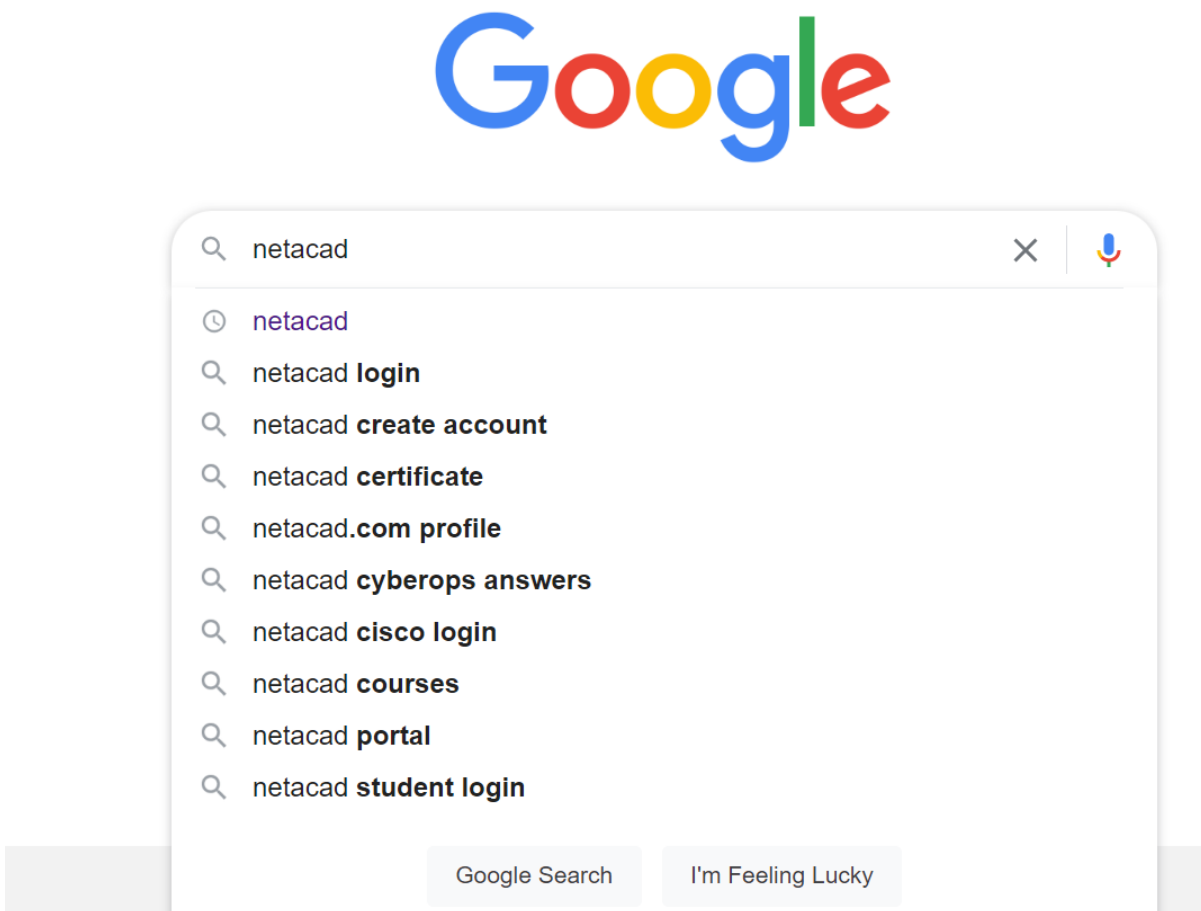 Google
netacad
netacad
netacad login
netacad create account
netacad certificate
netacad.com profile
netacad cyberops answers
netacad cisco login
netacad courses
netacad portal
netacad student login
Google Search I'm Feeling Lucky